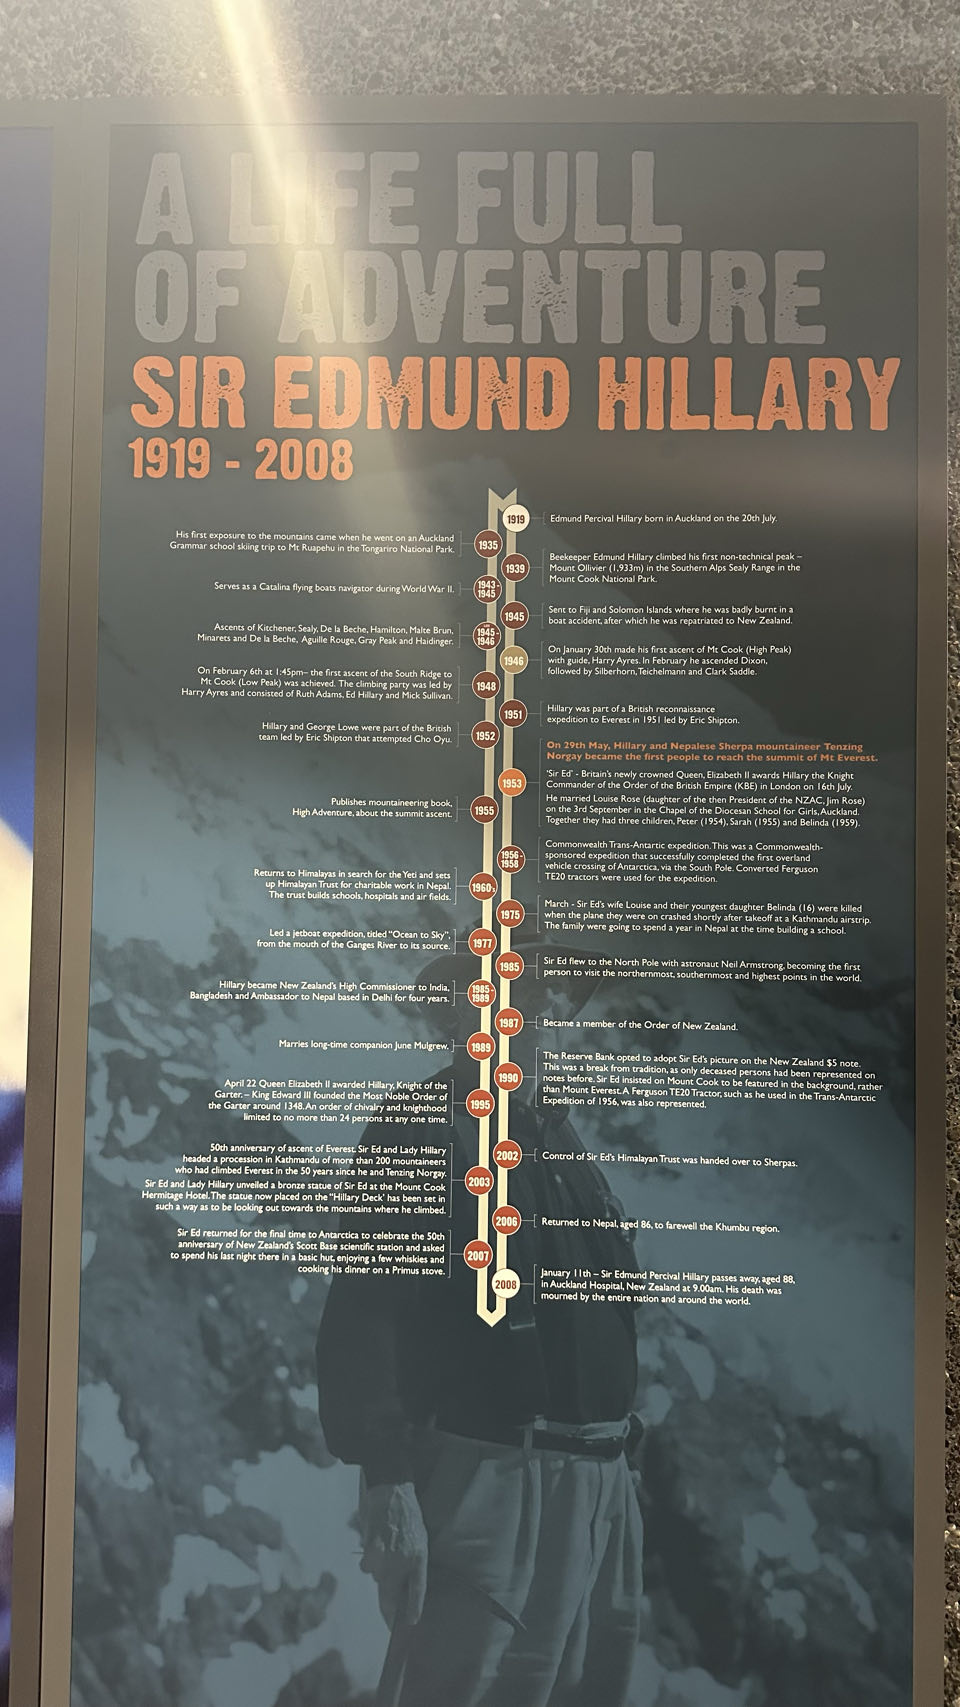 A LIFE FULL
OF ADVENTURE
SIR EDMUND HILLARY
1919 - 2008
1919
Edmund Percival Hillary born in Auckland on the 20th July.
His first exposure to the mountains came when he went on an Auckland
Grammar school skiing trip to Mt Ruapehu in the Tongariro National Park.
1935
1939
Beekeeper Edmund Hillary climbed his first non-technical peak –
Mount Ollivier (1,933m) in the Southern Alps Sealy Range in the
Mount Cook National Park.
Serves as a Catalina flying boats navigator during World War II.
1943-
1945
1945
Sent to Fiji and Solomon Islands where he was badly burnt in a
boat accident, after which he was repatriated to New Zealand.
Ascents of Kitchener, Sealy, De la Beche, Hamilton, Malte Brun,
Minarets and De la Beche, Aguille Rouge, Gray Peak and Haidinger.
1945-
1946
1946
On January 30th made his first ascent of Mt Cook (High Peak)
with guide, Harry Ayres. In February he ascended Dixon,
followed by Silberhorn, Teichelmann and Clark Saddle.
On February 6th at 1:45pm– the first ascent of the South Ridge to
Mt Cook (Low Peak) was achieved. The climbing party was led by
Harry Ayres and consisted of Ruth Adams, Ed Hillary and Mick Sullivan.
1948
1951
Hillary was part of a British reconnaissance
expedition to Everest in 1951 led by Eric Shipton.
Hillary and George Lowe were part of the British
team led by Eric Shipton that attempted Cho Oyu.
1952
On 29th May, Hillary and Nepalese Sherpa mountaineer Tenzing
Norgay became the first people to reach the summit of Mt Everest.
1953
'Sir Ed' - Britain's newly crowned Queen, Elizabeth II awards Hillary the Knight
Commander of the Order of the British Empire (KBE) in London on 16th July.
He married Louise Rose (daughter of the then President of the NZAC, Jim Rose)
on the 3rd September in the Chapel of the Diocesan School for Girls, Auckland.
Together they had three children, Peter (1954), Sarah (1955) and Belinda (1959).
Publishes mountaineering book,
High Adventure, about the summit ascent.
1955
1956-
1958
Commonwealth Trans-Antartic expedition. This was a Commonwealth-
sponsored expedition that successfully completed the first overland
vehicle crossing of Antarctica, via the South Pole. Converted Ferguson
TE20 tractors were used for the expedition.
Returns to Himalayas in search for the Yeti and sets
up Himalayan Trust for charitable work in Nepal.
The trust builds schools, hospitals and air fields.
1960s
1975
March - Sir Ed's wife Louise and their youngest daughter Belinda (16) were killed
when the plane they were on crashed shortly after takeoff at a Kathmandu airstrip.
The family were going to spend a year in Nepal at the time building a school.
Led a jetboat expedition, titled "Ocean to Sky",
from the mouth of the Ganges River to its source.
1977
1985
Sir Ed flew to the North Pole with astronaut Neil Armstrong, becoming the first
person to visit the northernmost, southernmost and highest points in the world.
Hillary became New Zealand's High Commissioner to India,
Bangladesh and Ambassador to Nepal based in Delhi for four years.
1985-
1989
1987
Became a member of the Order of New Zealand.
Marries long-time companion June Mulgrew.
1989
1990
The Reserve Bank opted to adopt Sir Ed's picture on the New Zealand $5 note.
This was a break from tradition, as only deceased persons had been represented on
notes before. Sir Ed insisted on Mount Cook to be featured in the background, rather
than Mount Everest. A Ferguson TE20 Tractor, such as he used in the Trans-Antarctic
Expedition of 1956, was also represented.
April 22 Queen Elizabeth II awarded Hillary, Knight of the
Garter. – King Edward III founded the Most Noble Order of
the Garter around 1348. An order of chivalry and knighthood
limited to no more than 24 persons at any one time.
1995
2002
Control of Sir Ed's Himalayan Trust was handed over to Sherpas.
50th anniversary of ascent of Everest. Sir Ed and Lady Hillary
headed a procession in Kathmandu of more than 200 mountaineers
who had climbed Everest in the 50 years since he and Tenzing Norgay.
Sir Ed and Lady Hillary unveiled a bronze statue of Sir Ed at the Mount Cook
Hermitage Hotel. The statue now placed on the "Hillary Deck' has been set in
such a way as to be looking out towards the mountains where he climbed.
2003
2006
Returned to Nepal, aged 86, to farewell the Khumbu region.
Sir Ed returned for the final time to Antarctica to celebrate the 50th
anniversary of New Zealand's Scott Base scientific station and asked
to spend his last night there in a basic hut, enjoying a few whiskies and
cooking his dinner on a Primus stove.
2007
2008
January 11th – Sir Edmund Percival Hillary passes away, aged 88,
in Auckland Hospital, New Zealand at 9.00am. His death was
mourned by the entire nation and around the world.